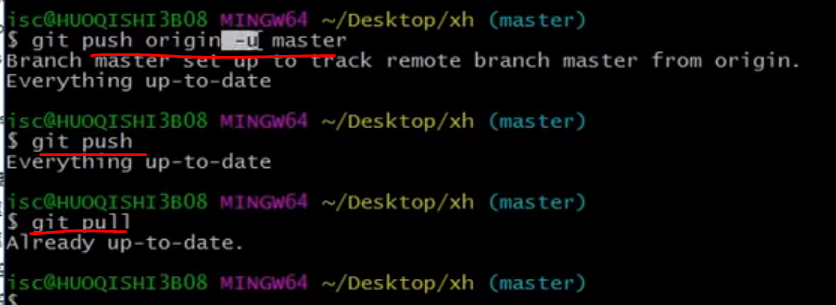 isc@HUOQISHI3B08 MINGW64 ~/Desktop/xh (master)
$ git push origin -u master
Branch master set up to track remote branch master from origin.
Everything up-to-date
isc@HUOQISHI3B08 MINGW64 ~/Desktop/xh (master)
$ git push
Everything up-to-date
isc@HUOQISHI3B08 MINGW64 ~/Desktop/xh (master)
$ git pull
Already up-to-date.
isc@HUOQISHI3B08 MINGW64 ~/Desktop/xh (master)
$